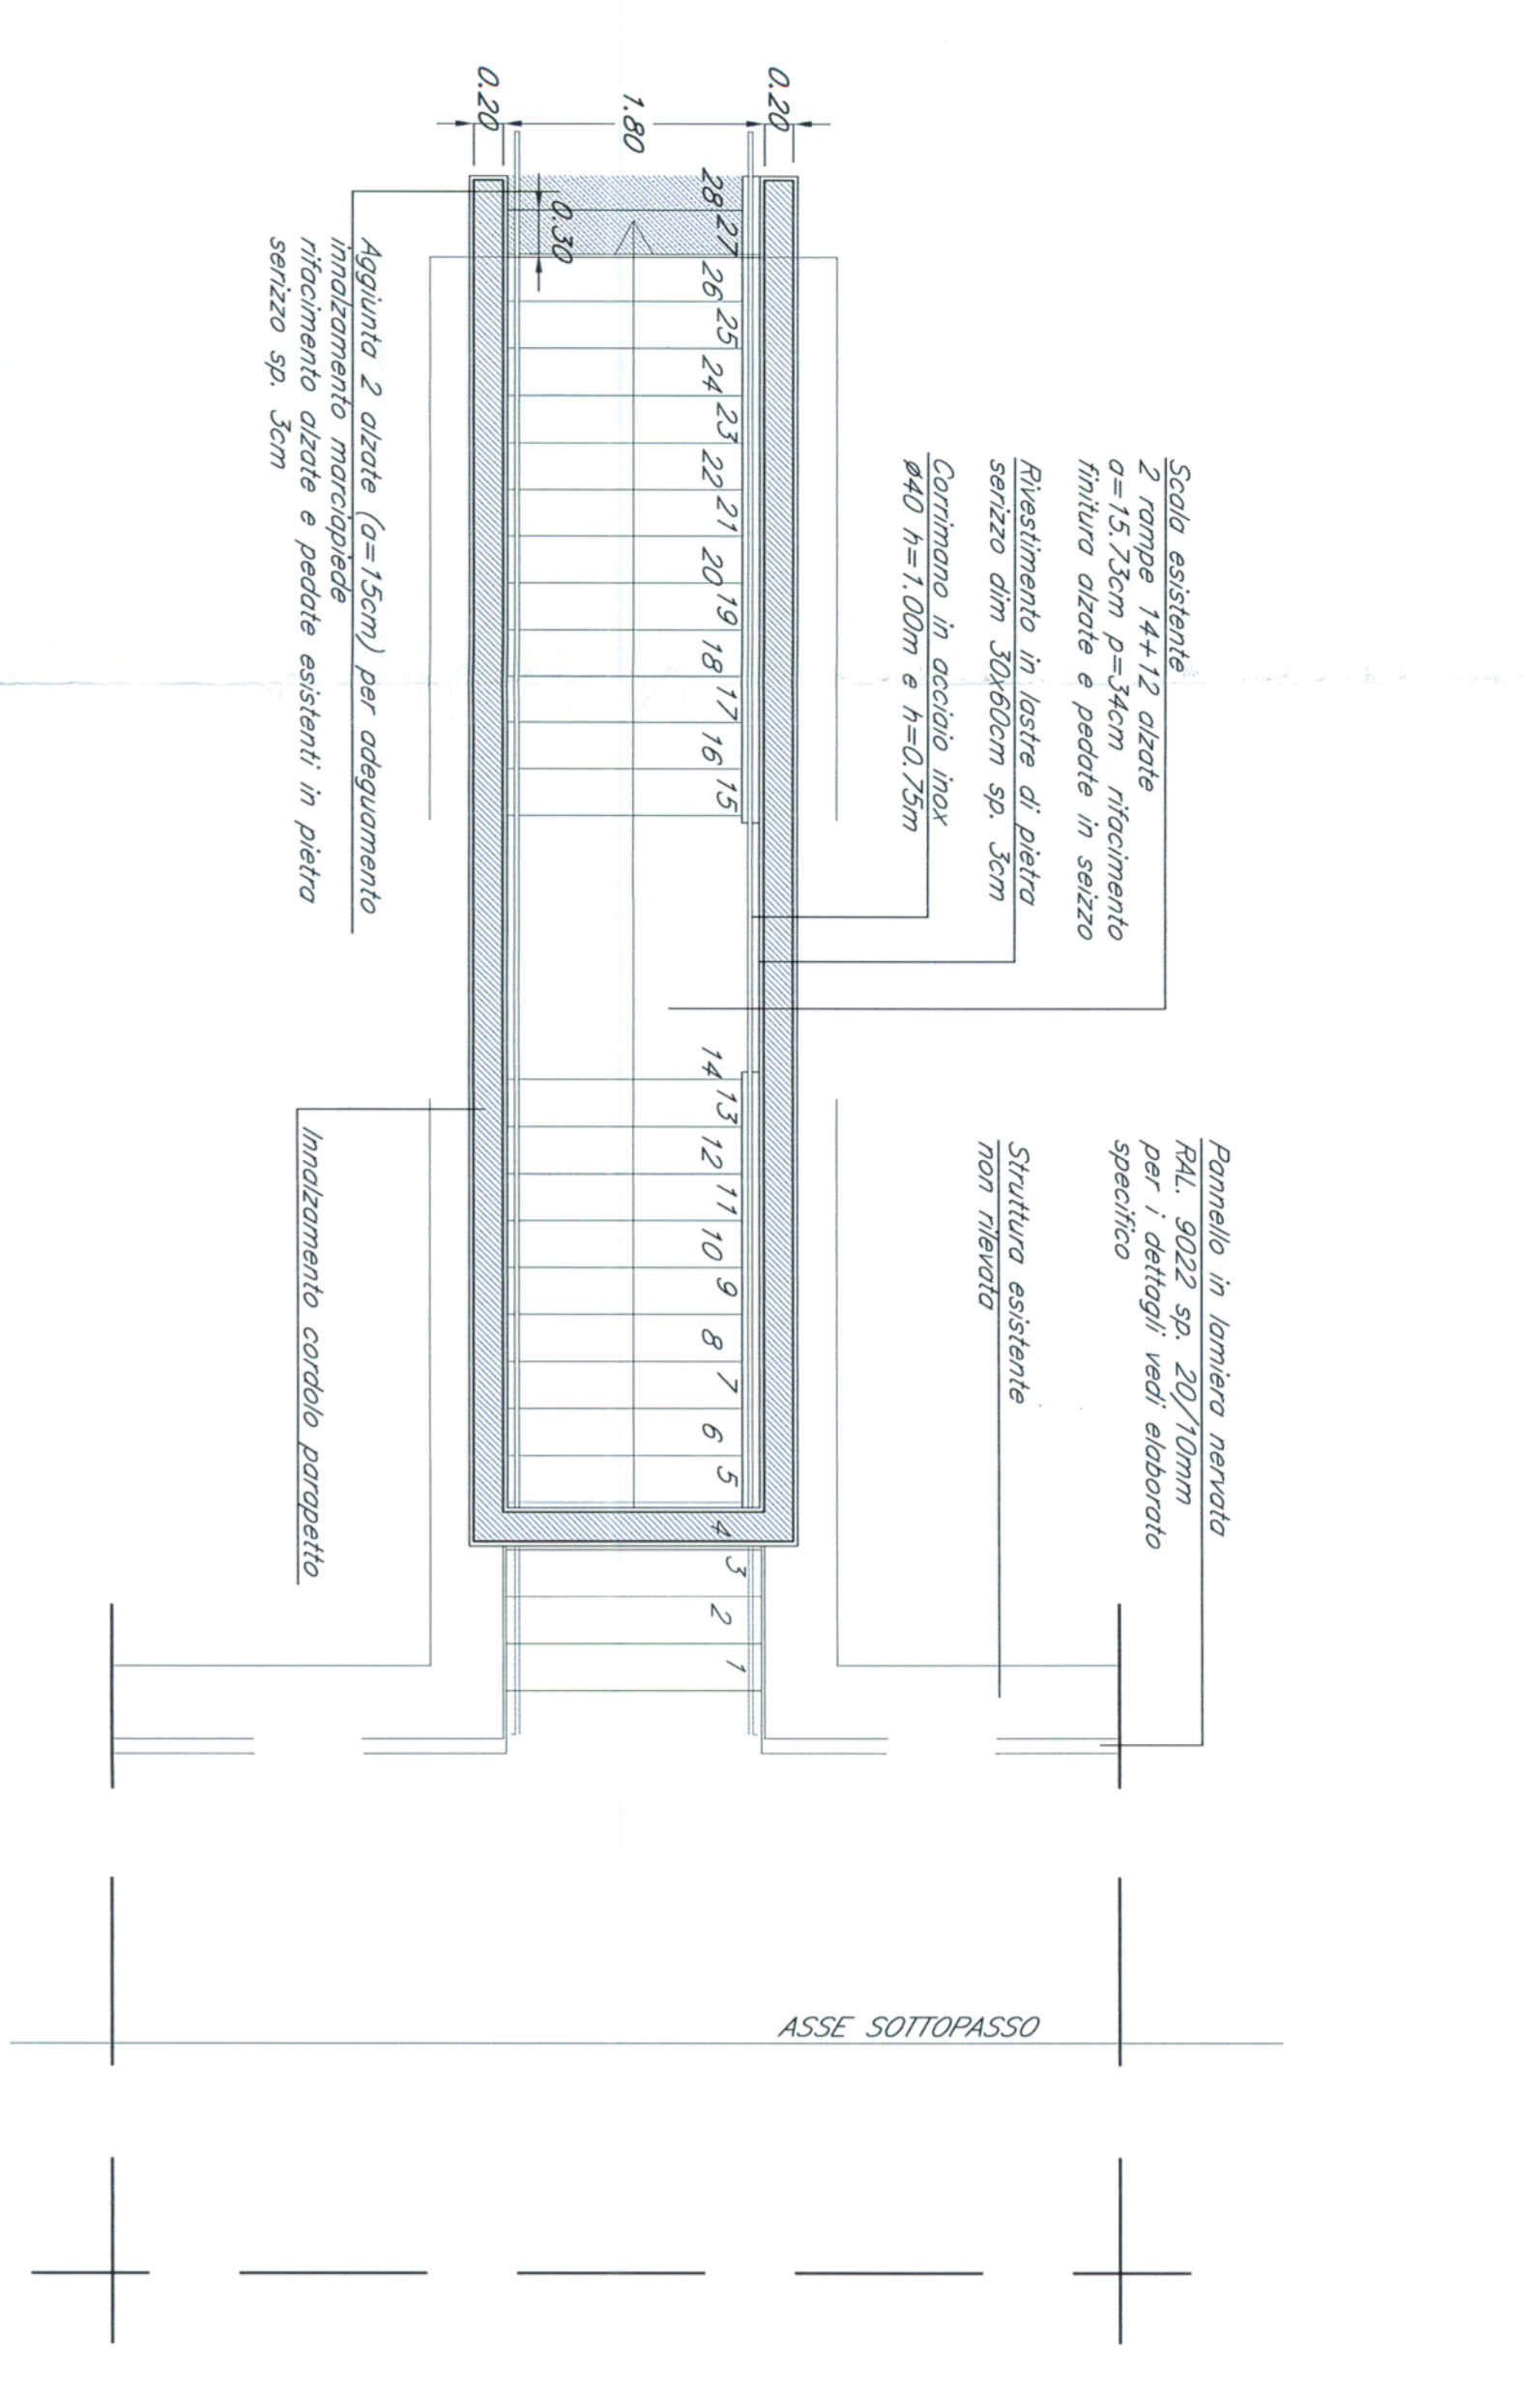 Scala esistente
2 rampe 14+12 alzate
a=15.73cm p=34cm rifacimento
finitura alzate e pedate in seizzo
Rivestimento in lastre di pietra
serizzo dim 30x60cm sp. 3cm
Corrimano in acciaio inox
ø40 h=1.00m e h=0.75m
Pannello in lamiera nervata
RAL. 9022 sp. 20/10mm
per i dettagli vedi elaborato
specifico
Struttura esistente
non rilevata
0.20
1.80
0.20
28
27
26
25
24
23
22
21
20
19
18
17
16
15
14
13
12
11
10
9
8
7
6
5
4
3
2
1
0.30
Aggiunta 2 alzate (a=15cm) per adeguamento
innalzamento marciapiede
rifacimento alzate e pedate esistenti in pietra
serizzo sp. 3cm
Innalzamento cordolo parapetto
ASSE SOTTOPASSO